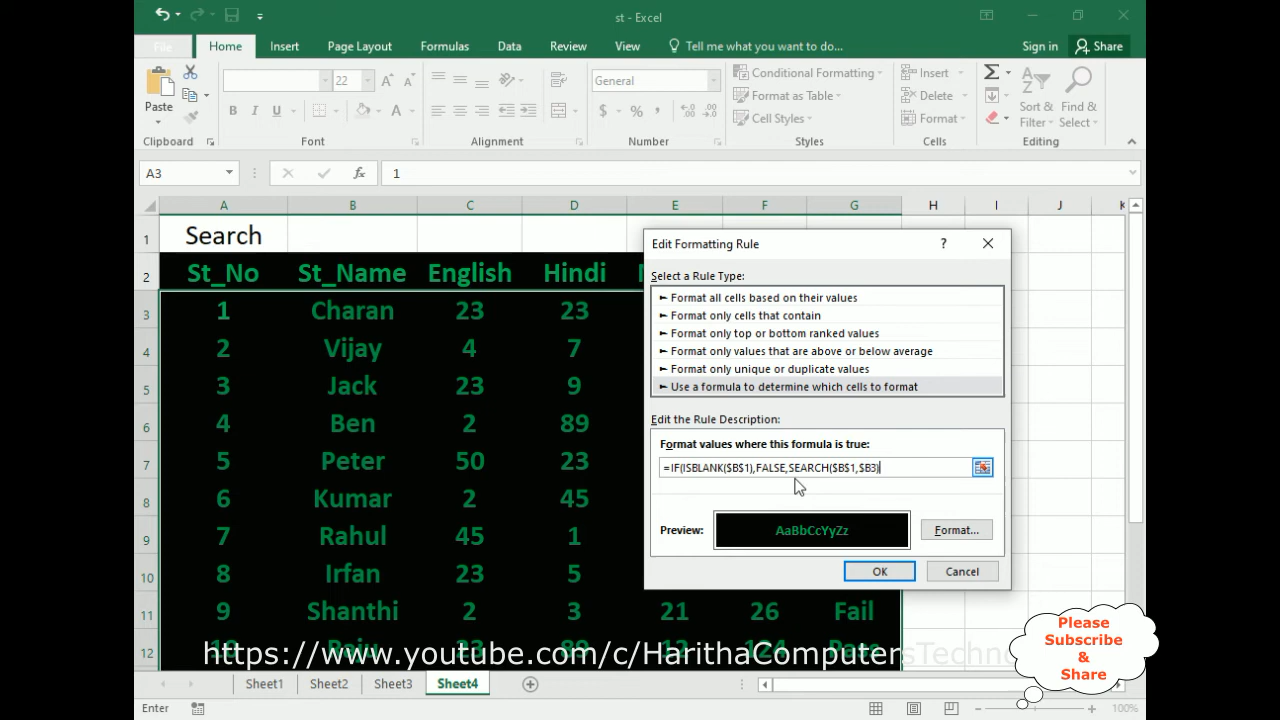 st - Excel
File Home Insert Page Layout Formulas Data Review View Tell me what you want to do... Sign in Share
22 General Conditional Formatting Insert
Paste B I U A $ % , Format as Table Delete Sort & Find &
Cell Styles Format Filter Select
Clipboard Font Alignment Number Styles Cells Editing
A3 fx 1
A B C D E F G H I J K
1 Search
2 St_No St_Name English Hindi
3 1 Charan 23 23
4 2 Vijay 4 7
5 3 Jack 23 9
6 4 Ben 2 89
7 5 Peter 50 23
8 6 Kumar 2 45
9 7 Rahul 45 1
10 8 Irfan 23 5
11 9 Shanthi 2 3 21 26 Fail
12 10 Raju 23 89 12 124 Pass
Edit Formatting Rule ?
Select a Rule Type:
► Format all cells based on their values
► Format only cells that contain
► Format only top or bottom ranked values
► Format only values that are above or below average
► Format only unique or duplicate values
► Use a formula to determine which cells to format
Edit the Rule Description:
Format values where this formula is true:
=IF(ISBLANK($B$1),FALSE,SEARCH($B$1,$B3)
Preview: AaBbCcYyZz Format...
OK Cancel
Please
Subscribe
&
Share
https://www.youtube.com/c/HarithaComputersTechno
Sheet1 Sheet2 Sheet3 Sheet4
Enter 100%